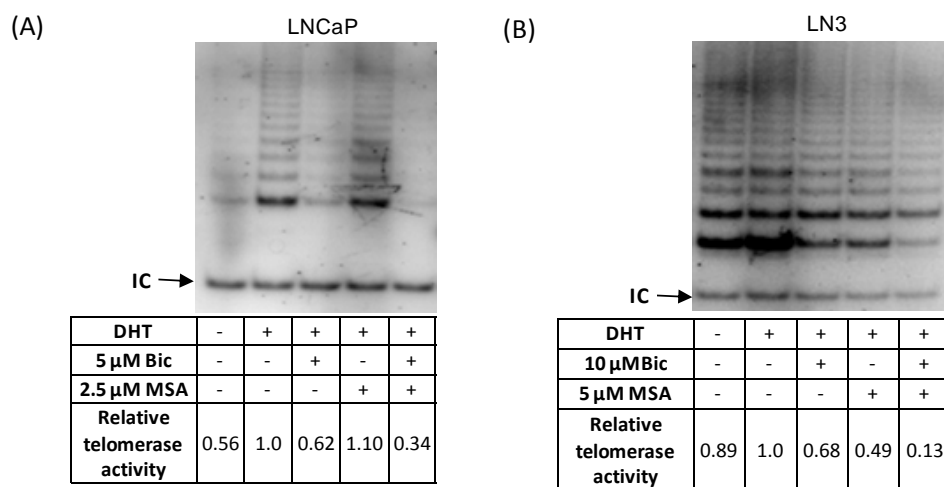 (A)
LNCaP
IC
DHT - + + + +
5 µM Bic - - + - +
2.5 µM MSA - - - + +
Relative
telomerase
activity
0.56 1.0 0.62 1.10 0.34
(B)
LN3
IC
DHT - + + + +
10 µMBic - - + - +
5 µM MSA - - - + +
Relative
telomerase
activity
0.89 1.0 0.68 0.49 0.13